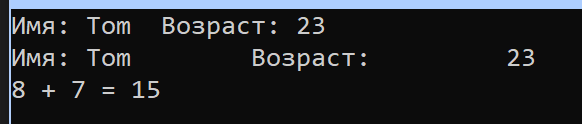 Имя: Tom  Возраст: 23
Имя: Tom        Возраст:         23
8 + 7 = 15